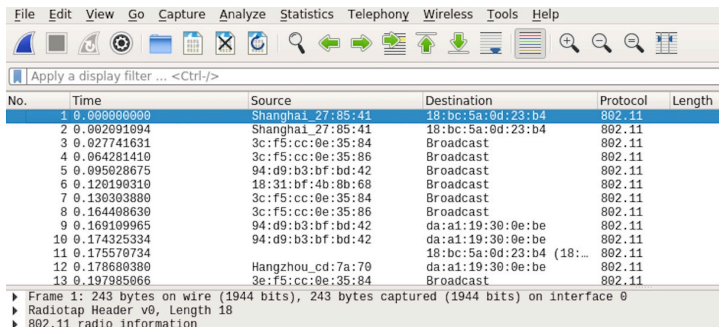 File Edit View Go Capture Analyze Statistics Telephony Wireless Tools Help
Apply a display filter ... <Ctrl-/>
No. Time Source Destination Protocol Length
1 0.000000000 Shanghai_27:85:41 18:bc:5a:0d:23:b4 802.11
2 0.002091094 Shanghai_27:85:41 18:bc:5a:0d:23:b4 802.11
3 0.027741631 3c:f5:cc:0e:35:84 Broadcast 802.11
4 0.064281410 3c:f5:cc:0e:35:86 Broadcast 802.11
5 0.095028675 94:d9:b3:bf:bd:42 Broadcast 802.11
6 0.120190310 18:31:bf:4b:8b:68 Broadcast 802.11
7 0.130303880 3c:f5:cc:0e:35:84 Broadcast 802.11
8 0.164408630 3c:f5:cc:0e:35:86 Broadcast 802.11
9 0.169109965 94:d9:b3:bf:bd:42 da:a1:19:30:0e:be 802.11
10 0.174325334 94:d9:b3:bf:bd:42 da:a1:19:30:0e:be 802.11
11 0.175570734 18:bc:5a:0d:23:b4 (18:… 802.11
12 0.178680380 Hangzhou_cd:7a:70 da:a1:19:30:0e:be 802.11
13 0.197985066 3e:f5:cc:0e:35:84 Broadcast 802.11
Frame 1: 243 bytes on wire (1944 bits), 243 bytes captured (1944 bits) on interface 0
Radiotap Header v0, Length 18
802.11 radio information